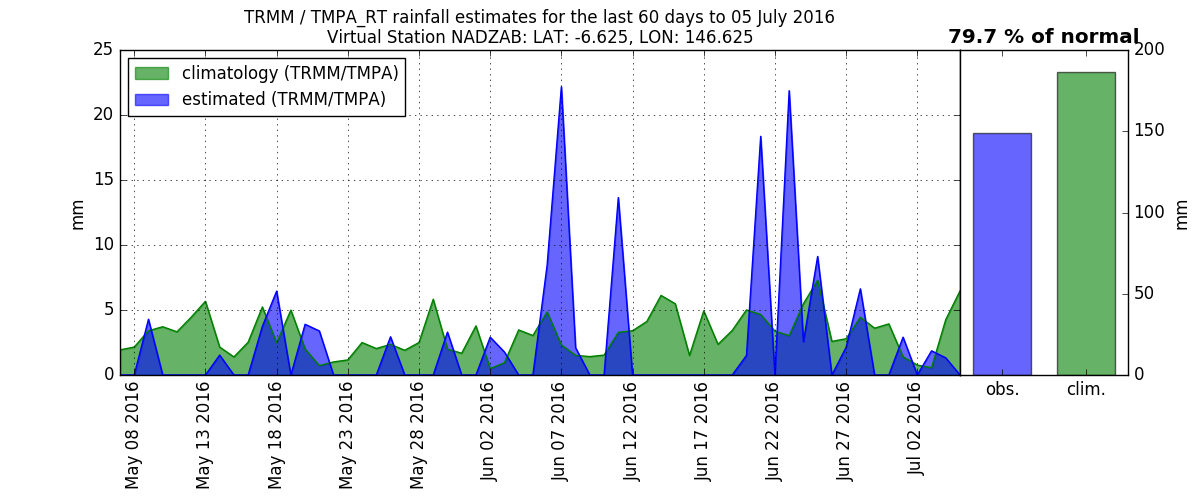 TRMM / TMPA_RT rainfall estimates for the last 60 days to 05 July 2016
Virtual Station NADZAB: LAT: -6.625, LON: 146.625
79.7 % of normal
climatology (TRMM/TMPA)
estimated (TRMM/TMPA)
25
20
15
10
5
0
mm
May 08 2016
May 13 2016
May 18 2016
May 23 2016
May 28 2016
Jun 02 2016
Jun 07 2016
Jun 12 2016
Jun 17 2016
Jun 22 2016
Jun 27 2016
Jul 02 2016
obs.
clim.
200
150
100
50
0
mm